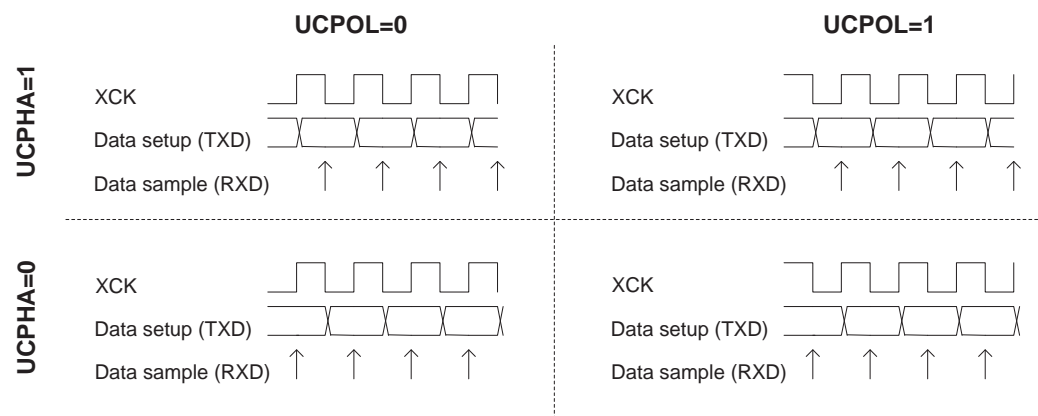 UCPOL=0
UCPOL=1
UCPHA=1
XCK
Data setup (TXD)
Data sample (RXD)
XCK
Data setup (TXD)
Data sample (RXD)
UCPHA=0
XCK
Data setup (TXD)
Data sample (RXD)
XCK
Data setup (TXD)
Data sample (RXD)